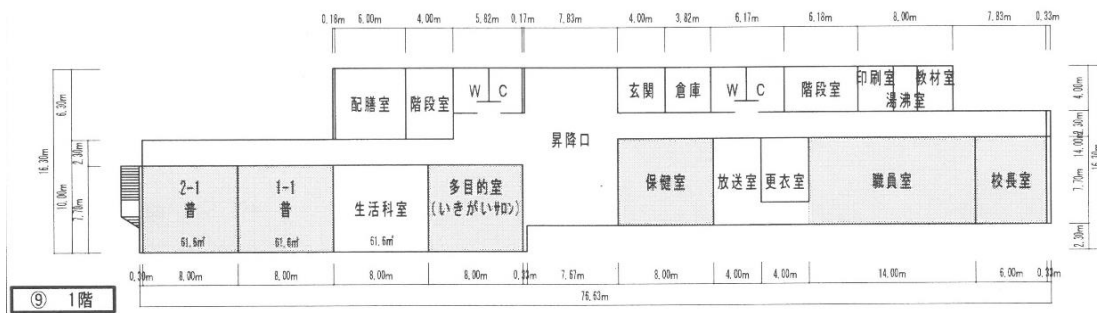 0.18m 6.00m 4.00m 5.82m 0.17m 7.83m 4.00m 3.82m 6.17m 6.18m 8.00m 7.83m 0.33m
配膳室 階段室 W C 玄関 倉庫 W C 階段室 印刷室 教材室
湯沸室
昇降口
16.30m 6.30m 2.30m 10.00m 7.70m
4.00m 2.30m 14.00m 7.70m 2.30m
2-1 1-1 生活科室 多目的室 保健室 放送室 更衣室 職員室 校長室
普 普 (いきがいサロン)
61.6㎡ 61.6㎡ 61.6㎡
0.30m 8.00m 8.00m 8.00m 8.00m 0.33m 7.67m 8.00m 4.00m 4.00m 14.00m 6.00m 0.33m
76.63m
⑨ 1階